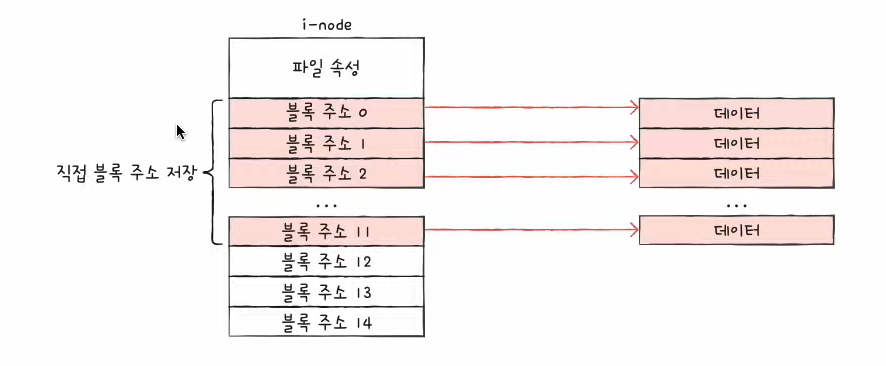 i-node
파일 속성
블록 주소 0
데이터
블록 주소 1
데이터
직접 블록 주소 저장
블록 주소 2
데이터
...
...
블록 주소 11
데이터
블록 주소 12
블록 주소 13
블록 주소 14